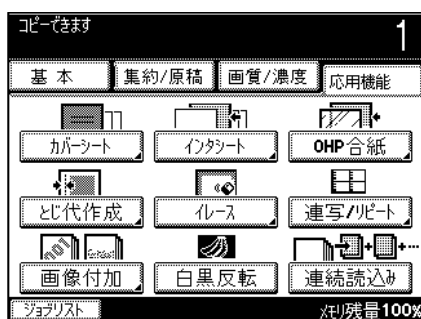 コピーできます 1
基本 集約/原稿 画質/濃度 応用機能
カバーシート インタシート OHP合紙
とじ代作成 イレース 連写/リピート
画像付加 白黒反転 連続読込み
ジョブリスト メモリ残量100%